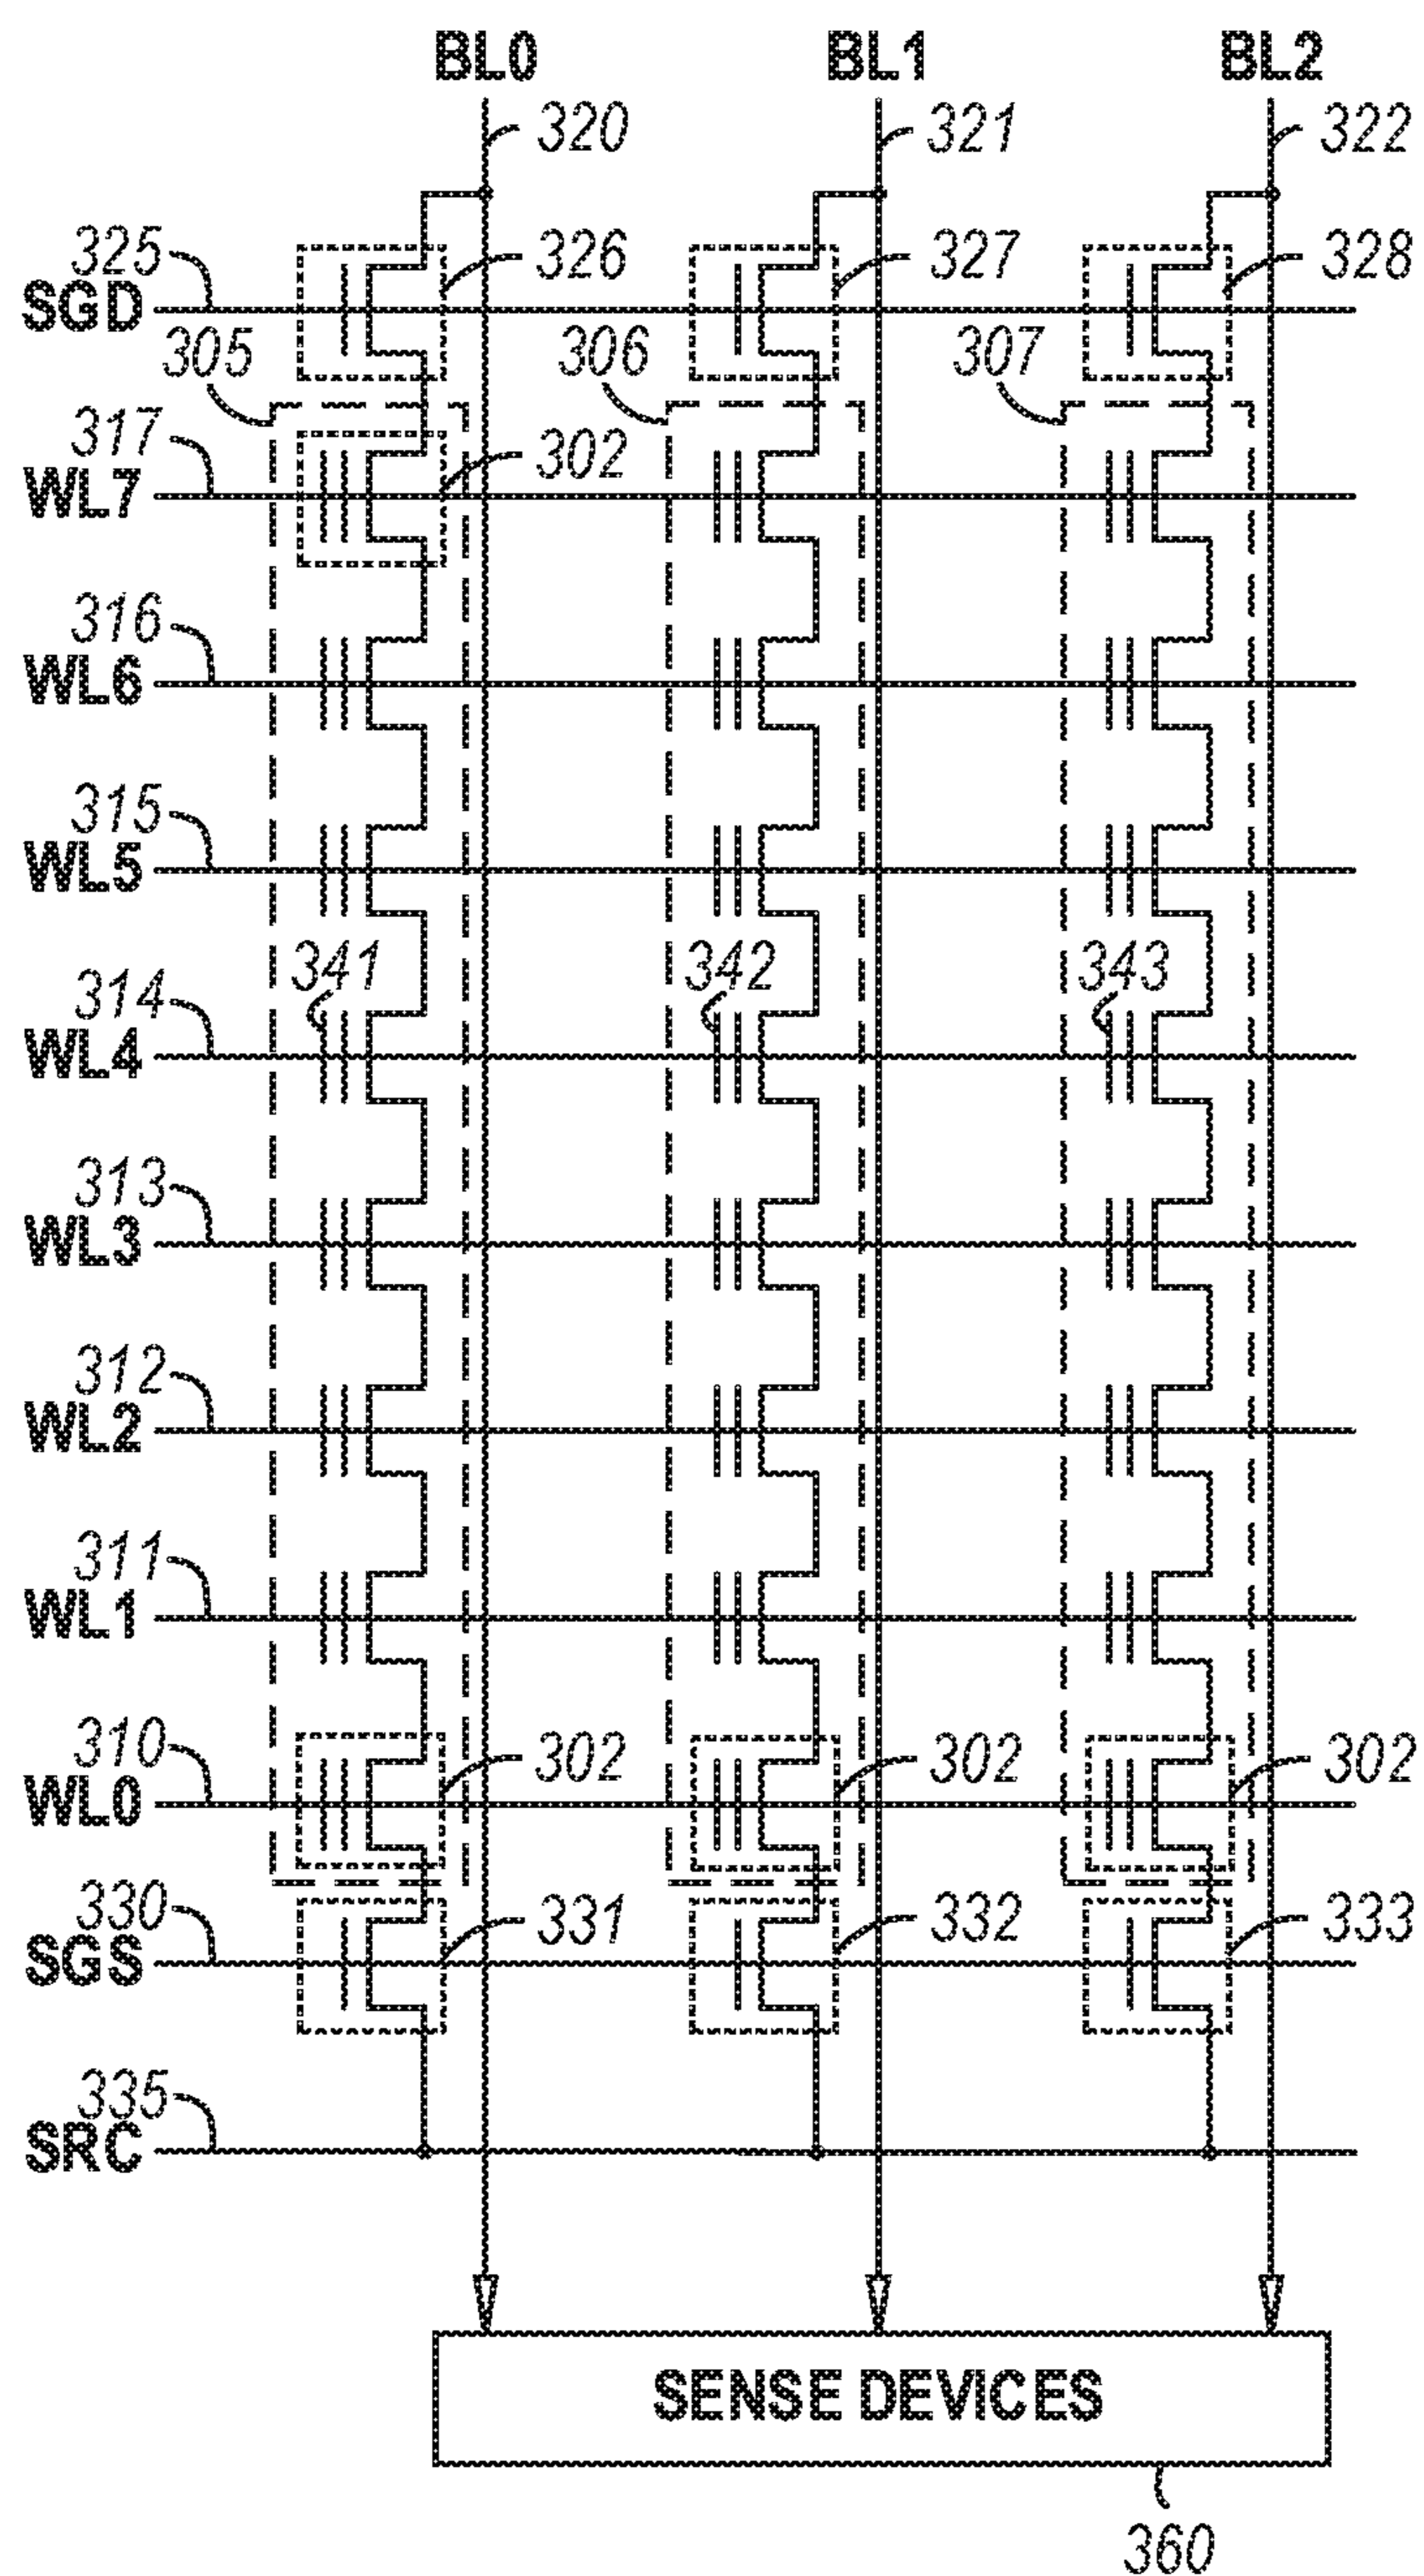 BL0 BL1 BL2
320 321 322
325 326 327 328
SGD
305 306 307
317 302
WL7
316
WL6
315
WL5
341 342 343
314
WL4
313
WL3
312
WL2
311
WL1
310 302 302 302
WL0
330 331 332 333
SGS
335
SRC
SENSE DEVICES
360